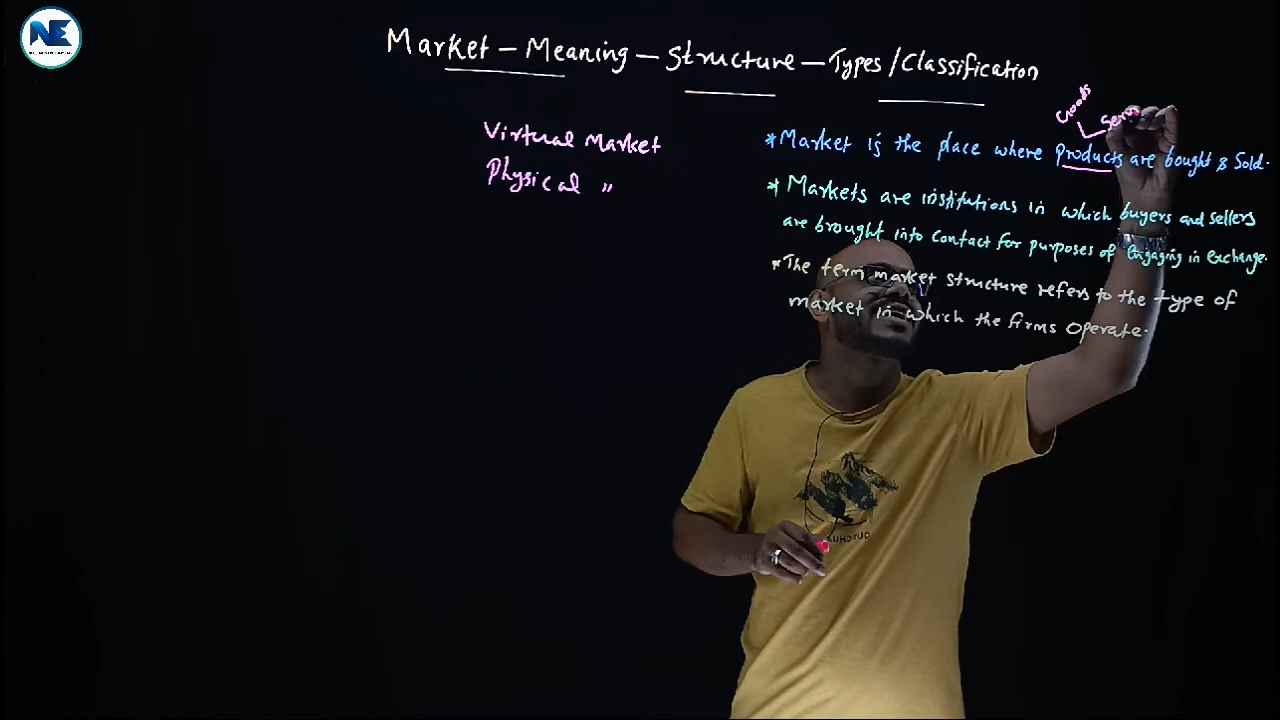 NE
Market - Meaning - Structure - Types / Classification
Goods
Virtual Market
Physical "
* Market is the place where Products are bought & Sold.
* Markets are institutions in which buyers and sellers
are brought into contact for purposes of engaging in exchange.
* The term market structure refers to the type of
market in which the firms operate.